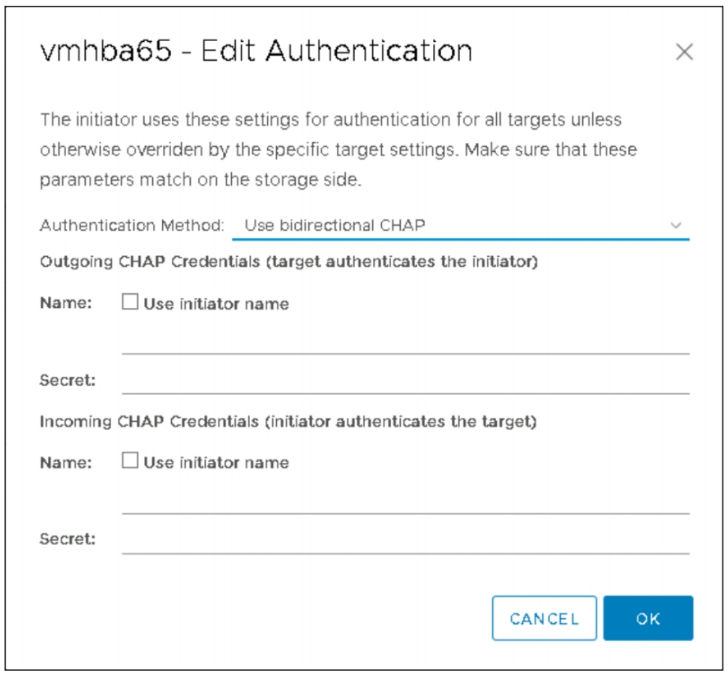 vmhba65 - Edit Authentication
The initiator uses these settings for authentication for all targets unless
otherwise overriden by the specific target settings. Make sure that these
parameters match on the storage side.
Authentication Method: Use bidirectional CHAP
Outgoing CHAP Credentials (target authenticates the initiator)
Name: Use initiator name
Secret:
Incoming CHAP Credentials (initiator authenticates the target)
Name: Use initiator name
Secret:
CANCEL OK